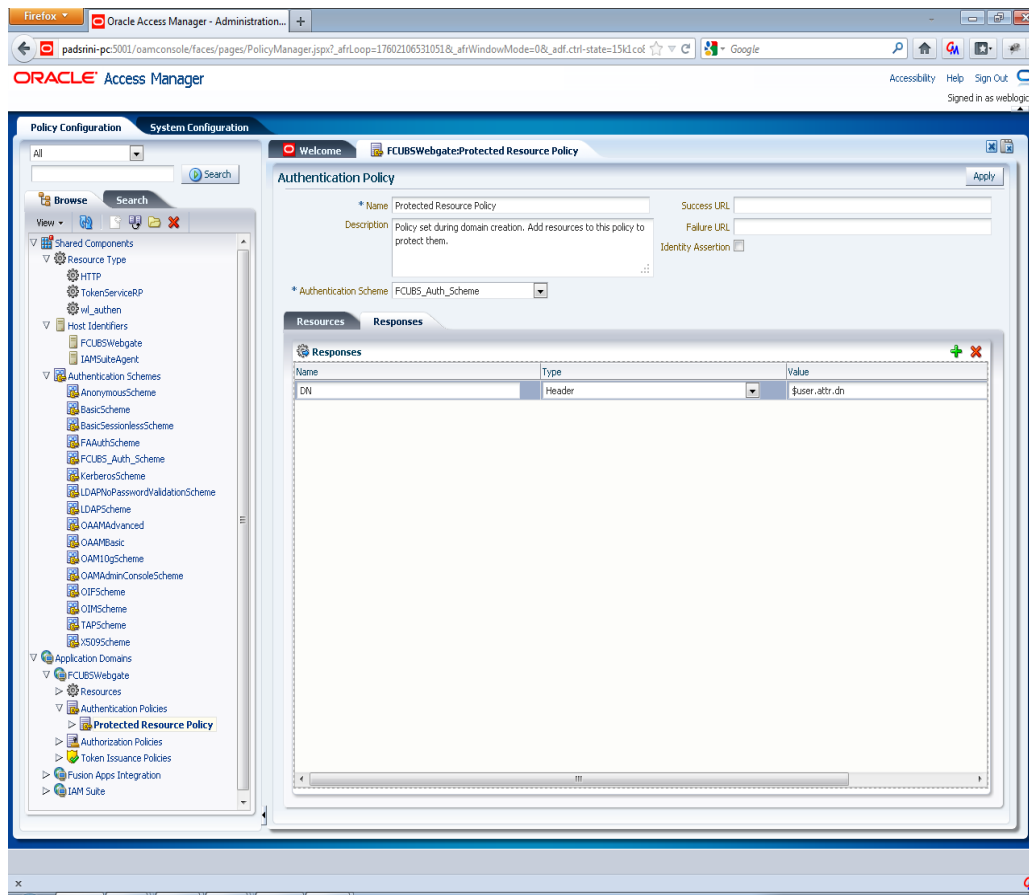 Firefox
Oracle Access Manager - Administration...
padsrini-pc:5001/oamconsole/faces/pages/PolicyManager.jspx?_afrLoop=17602106531051&_afrWindowMode=0&_adf.ctrl-state=15k1co
Google
ORACLE Access Manager
Accessibility Help Sign Out
Signed in as weblogic
Policy Configuration System Configuration
All
Search
Browse Search
View
Shared Components
Resource Type
HTTP
TokenServiceRP
wl_authen
Host Identifiers
FCUBSWebgate
IAMSuiteAgent
Authentication Schemes
AnonymousScheme
BasicScheme
BasicSessionlessScheme
FAAuthScheme
FCUBS_Auth_Scheme
KerberosScheme
LDAPNoPasswordValidationScheme
LDAPScheme
OAAMAdvanced
OAAMBasic
OAM10gScheme
OAMAdminConsoleScheme
OIFScheme
OIMScheme
TAPScheme
X509Scheme
Application Domains
FCUBSWebgate
Resources
Authentication Policies
Protected Resource Policy
Authorization Policies
Token Issuance Policies
Fusion Apps Integration
IAM Suite
Welcome FCUBSWebgate:Protected Resource Policy
Authentication Policy
Apply
* Name Protected Resource Policy
Description Policy set during domain creation. Add resources to this policy to
protect them.
* Authentication Scheme FCUBS_Auth_Scheme
Success URL
Failure URL
Identity Assertion
Resources Responses
Responses
Name Type Value
DN Header $user.attr.dn